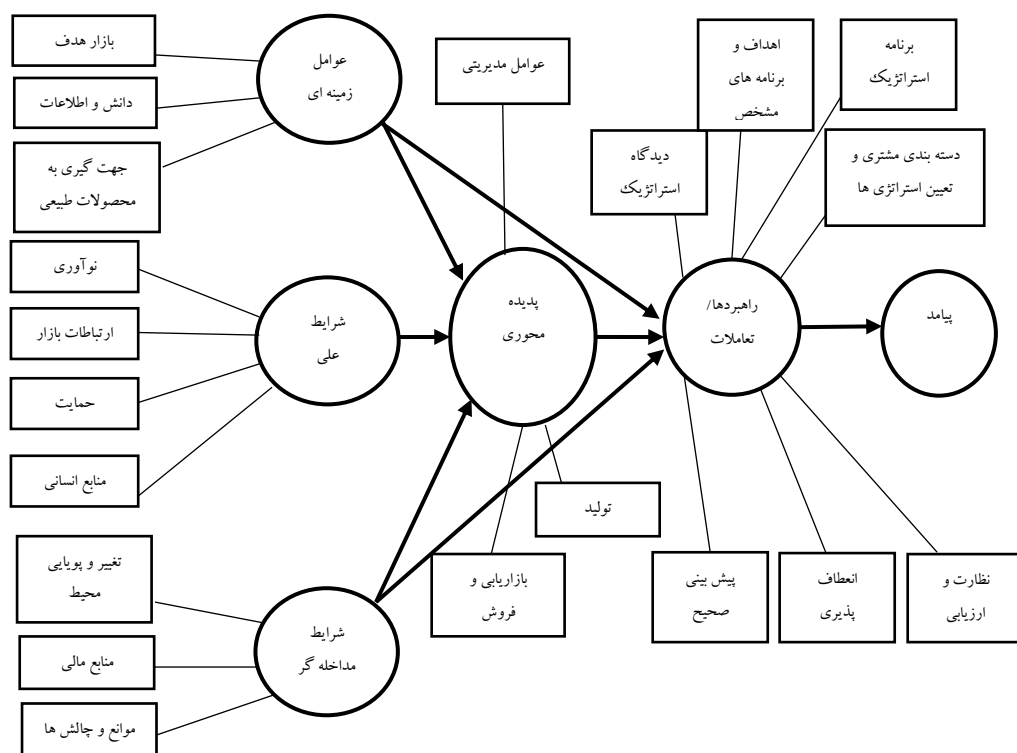 بازار هدف
دانش و اطلاعات
جهت گیری به
محصولات طبیعی
نوآوری
ارتباطات بازار
حمایت
منابع انسانی
تغییر و پویایی
محیط
منابع مالی
موانع و چالش ها
عوامل
زمینه ای
شرایط
علی
شرایط
مداخله گر
عوامل مدیریتی
پدیده
محوری
تولید
بازاریابی و
فروش
اهداف و
برنامه های
مشخص
برنامه
استراتژیک
دیدگاه
استراتژیک
دسته بندی مشتری و
تعیین استراتژی ها
راهبردها/
تعاملات
پیش بینی
صحیح
انعطاف
پذیری
نظارت و
ارزیابی
پیامد